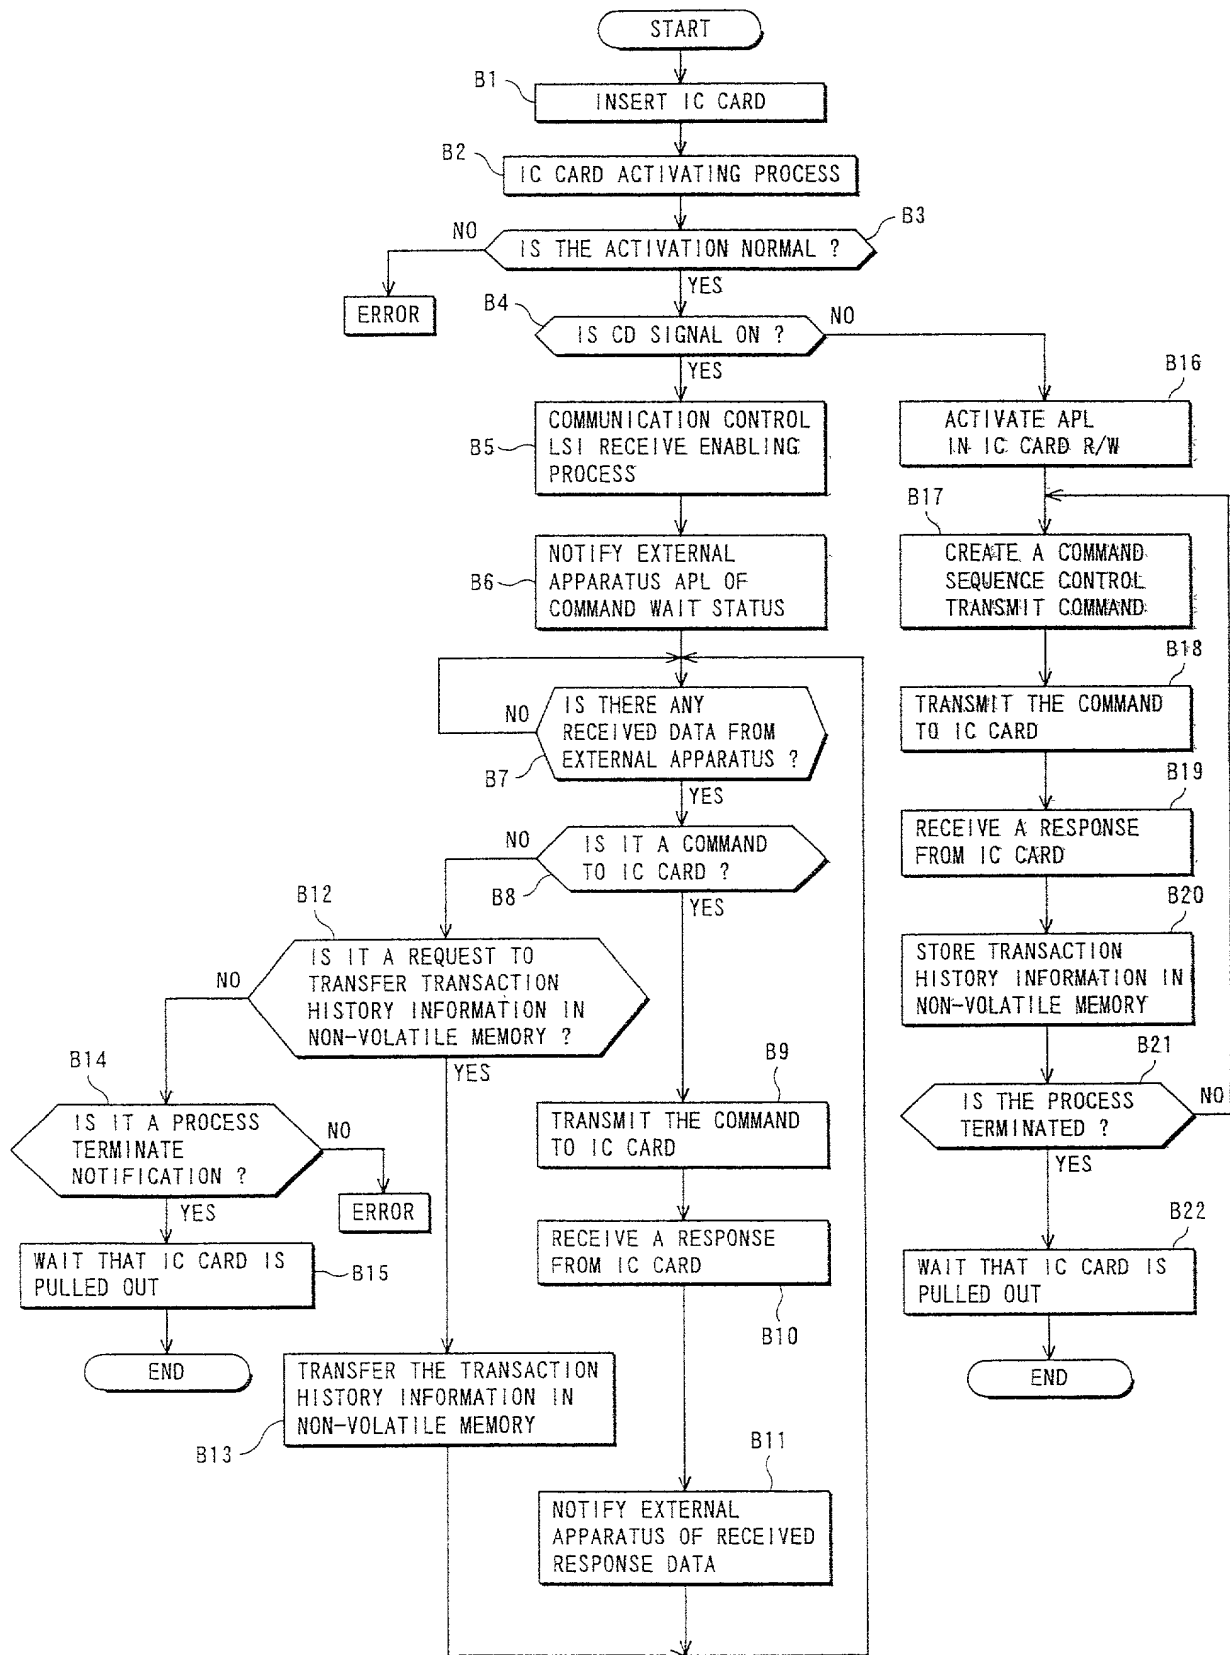 START
B1
INSERT IC CARD
B2
IC CARD ACTIVATING PROCESS
B3
NO
IS THE ACTIVATION NORMAL ?
YES
ERROR
B4
IS CD SIGNAL ON ?
NO
YES
B16
ACTIVATE APL
IN IC CARD R/W
B5
COMMUNICATION CONTROL
LSI RECEIVE ENABLING
PROCESS
B17
CREATE A COMMAND
SEQUENCE CONTROL
TRANSMIT COMMAND
B6
NOTIFY EXTERNAL
APPARATUS APL OF
COMMAND WAIT STATUS
B18
TRANSMIT THE COMMAND
TO IC CARD
NO
IS THERE ANY
RECEIVED DATA FROM
EXTERNAL APPARATUS ?
B7
YES
B19
RECEIVE A RESPONSE
FROM IC CARD
NO
IS IT A COMMAND
TO IC CARD ?
B8
YES
B20
STORE TRANSACTION
HISTORY INFORMATION IN
NON-VOLATILE MEMORY
B12
IS IT A REQUEST TO
TRANSFER TRANSACTION
HISTORY INFORMATION IN
NON-VOLATILE MEMORY ?
NO
YES
B21
IS THE PROCESS
TERMINATED ?
NO
YES
B14
IS IT A PROCESS
TERMINATE
NOTIFICATION ?
NO
YES
ERROR
B9
TRANSMIT THE COMMAND
TO IC CARD
B15
WAIT THAT IC CARD IS
PULLED OUT
END
RECEIVE A RESPONSE
FROM IC CARD
B10
B22
WAIT THAT IC CARD IS
PULLED OUT
END
TRANSFER THE TRANSACTION
HISTORY INFORMATION IN
NON-VOLATILE MEMORY
B13
B11
NOTIFY EXTERNAL
APPARATUS OF RECEIVED
RESPONSE DATA